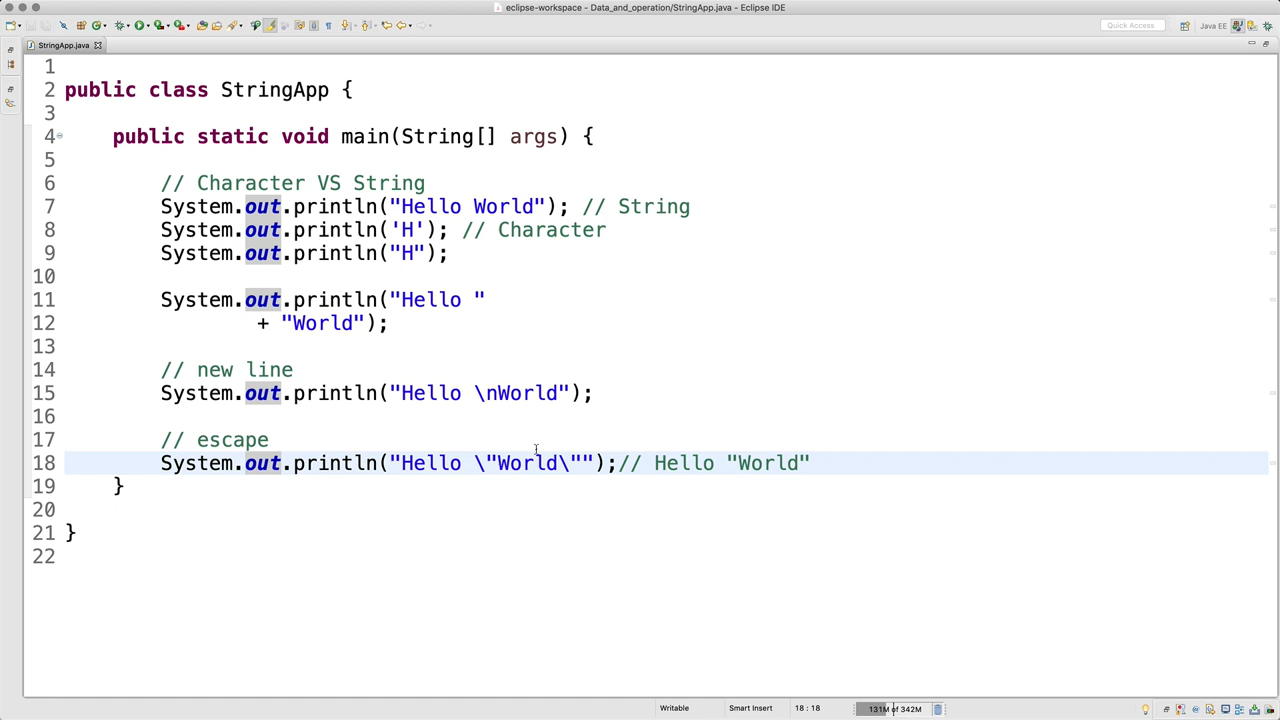 eclipse-workspace - Data_and_operation/StringApp.java - Eclipse IDE
Quick Access
Java EE
StringApp.java
1
2 public class StringApp {
3
4     public static void main(String[] args) {
5
6         // Character VS String
7         System.out.println("Hello World"); // String
8         System.out.println('H'); // Character
9         System.out.println("H");
10
11         System.out.println("Hello "
12                 + "World");
13
14         // new line
15         System.out.println("Hello \nWorld");
16
17         // escape
18         System.out.println("Hello \"World\"");// Hello "World"
19     }
20
21 }
22
Writable
Smart Insert
18 : 18
131M of 342M